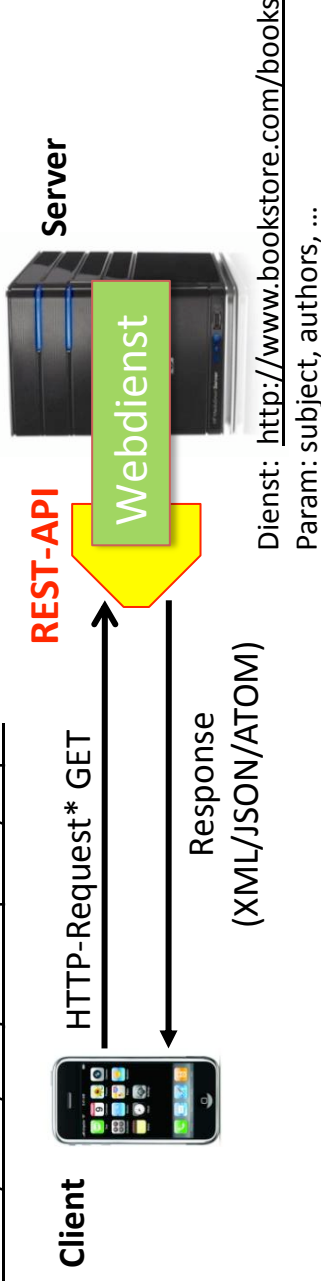 Client
HTTP-Request* GET
Response
(XML/JSON/ATOM)
REST-API
Webdienst
Server
Dienst: http://www.bookstore.com/books
Param: subject, authors, ...